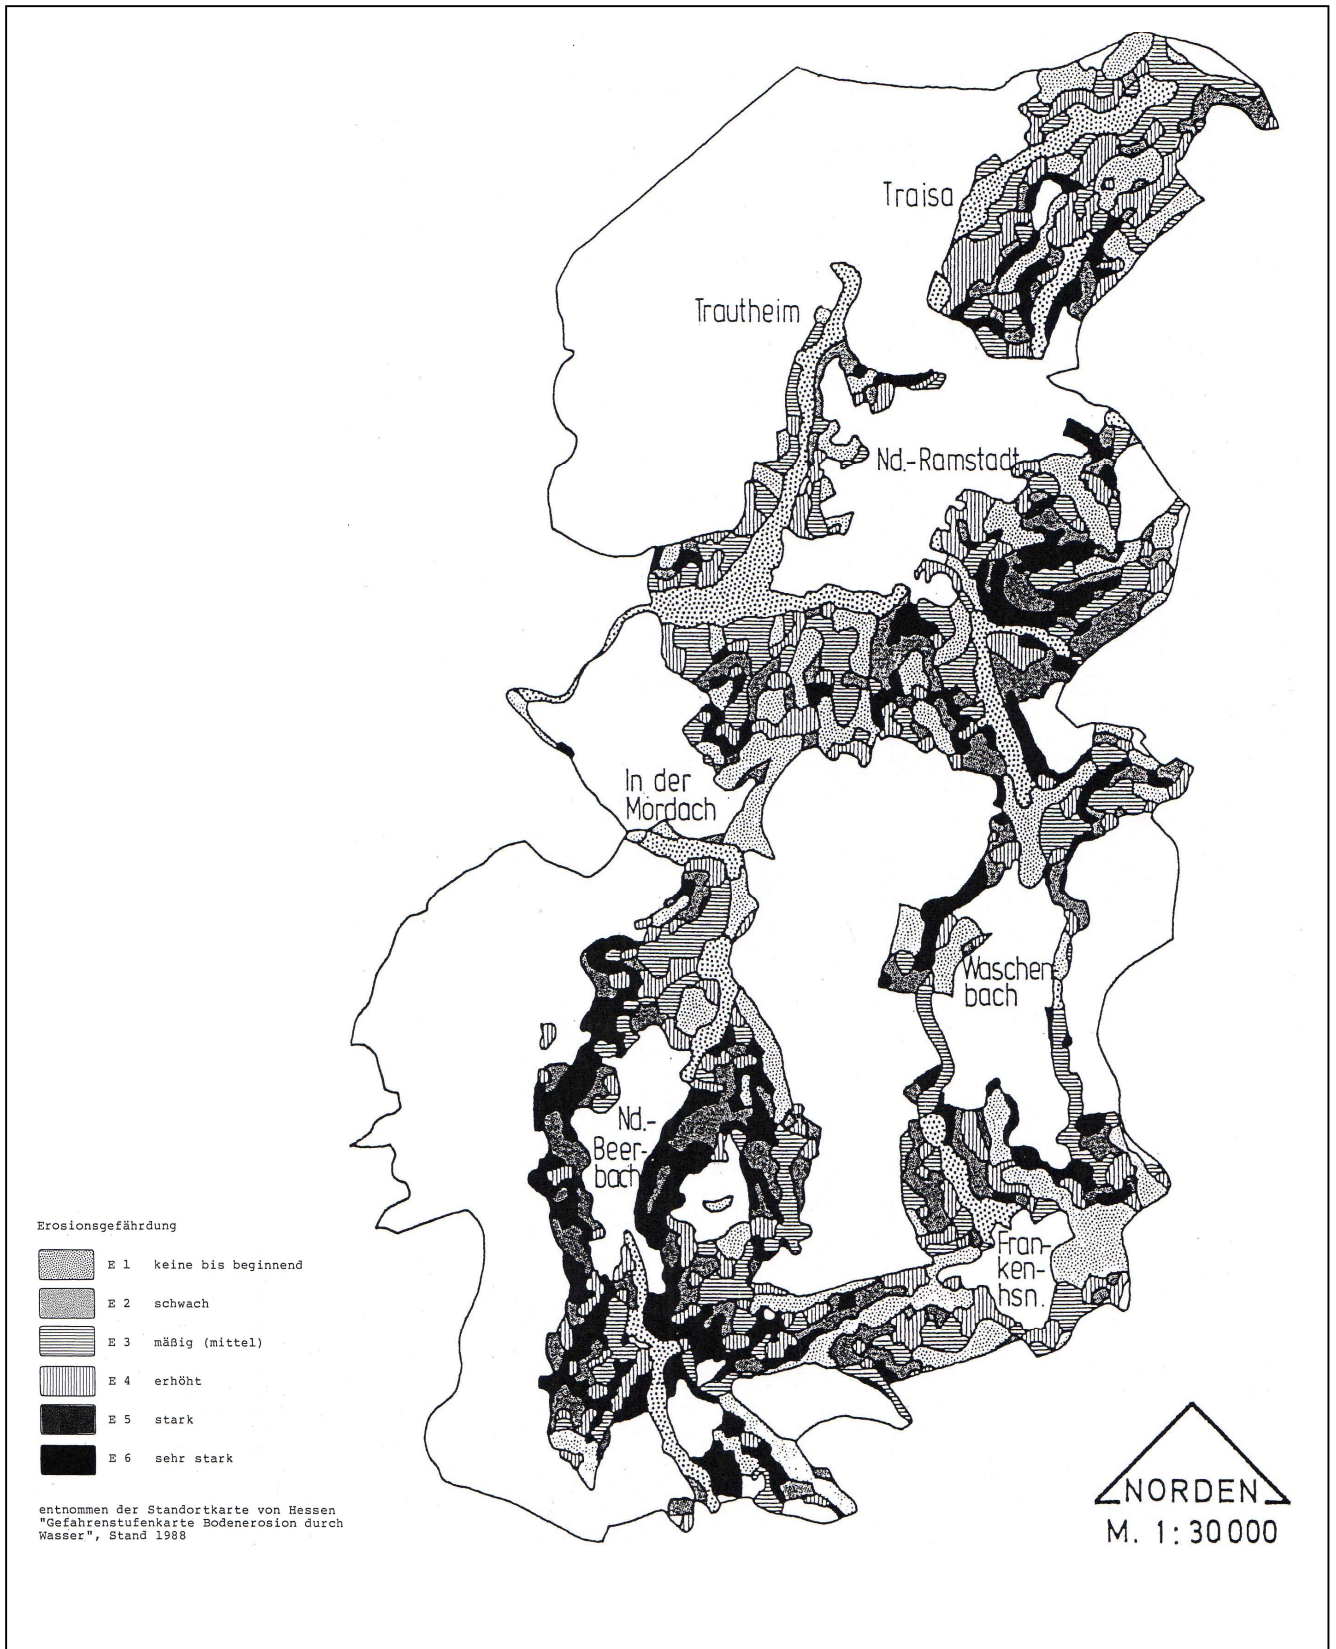 Traisa
Trautheim
Nd.-Ramstadt
In der
Mordach
Waschen
bach
Nd.-
Beer-
bach
Fran-
ken-
hsn.
Erosionsgefährdung
E 1 keine bis beginnend
E 2 schwach
E 3 mäßig (mittel)
E 4 erhöht
E 5 stark
E 6 sehr stark
entnommen der Standortkarte von Hessen
"Gefahrenstufenkarte Bodenerosion durch
Wasser", Stand 1988
NORDEN
M. 1:30000